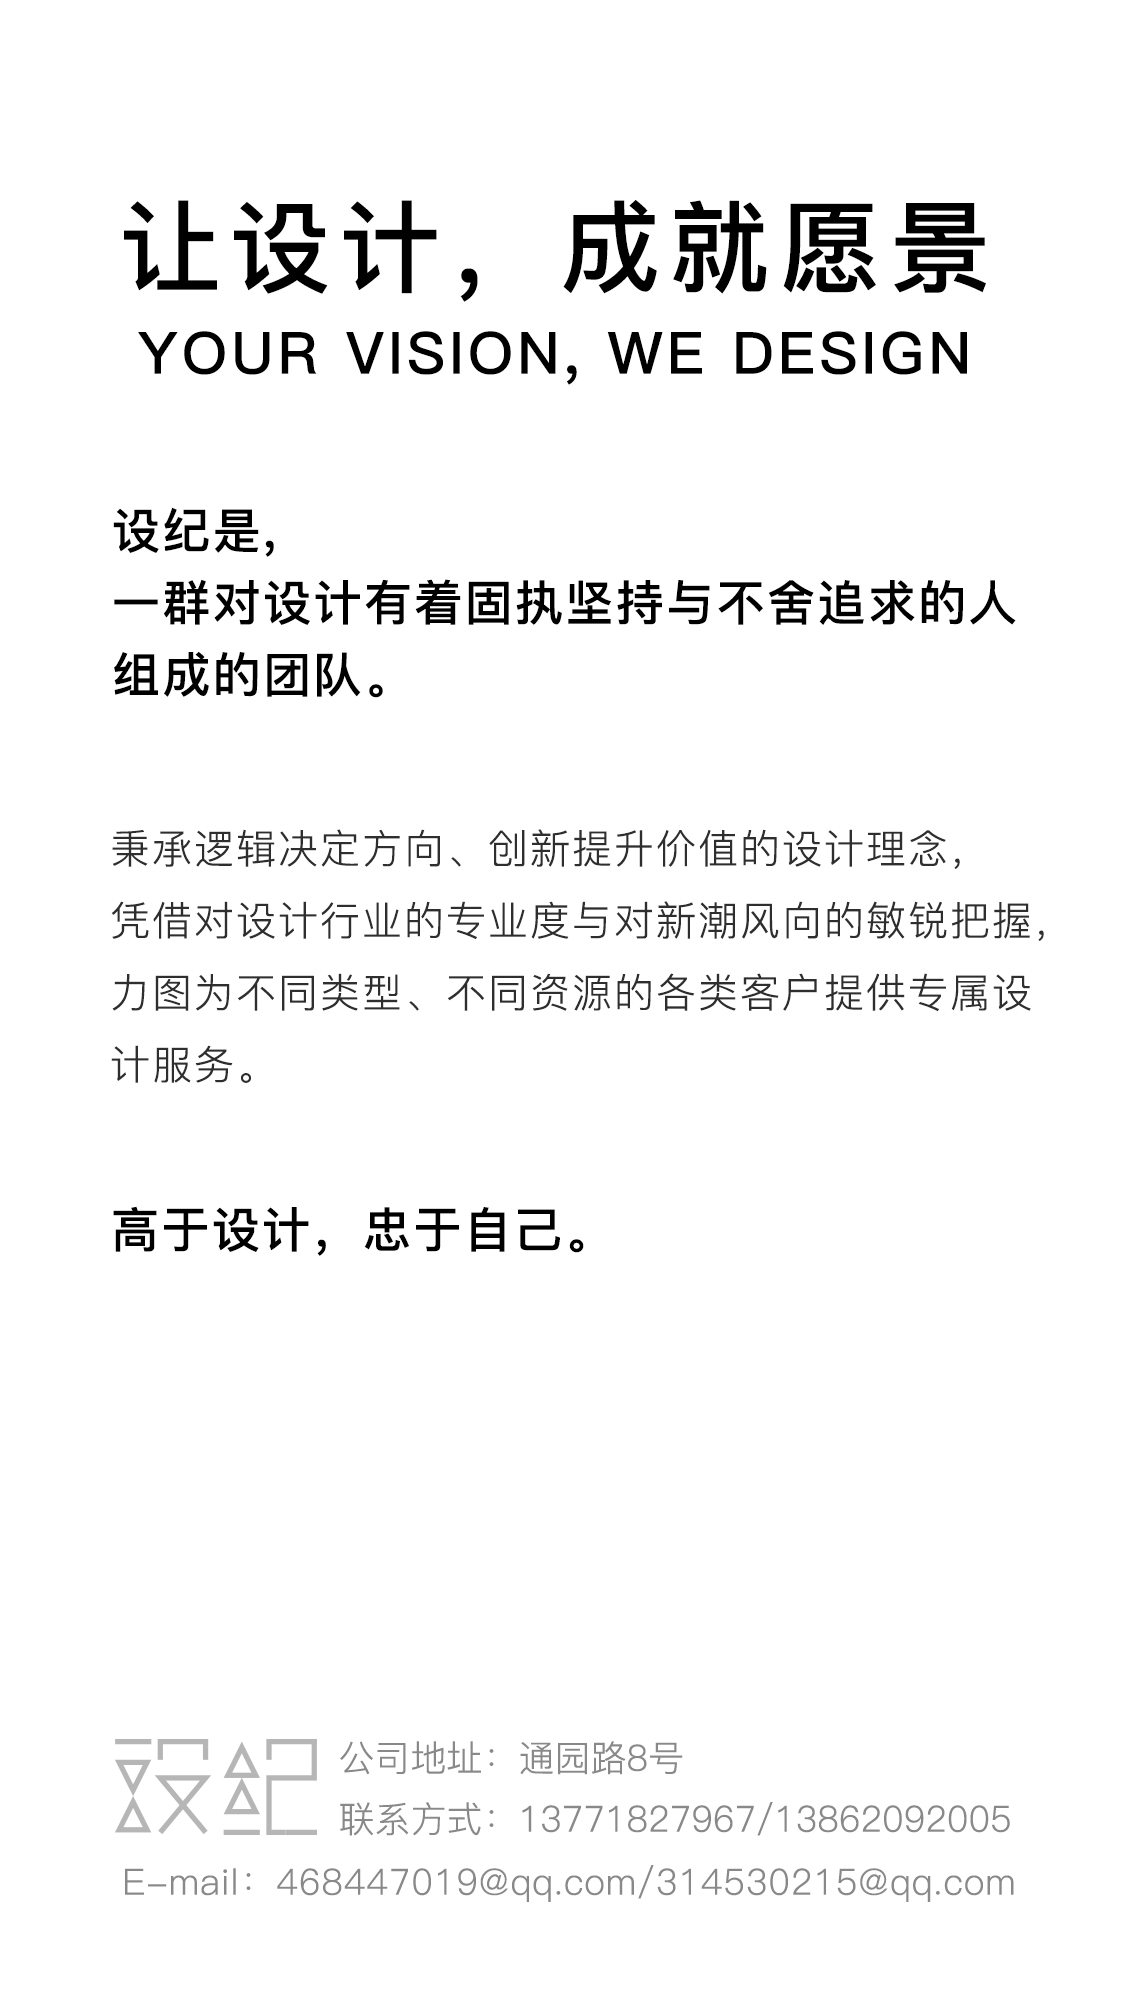 让设计，成就愿景
YOUR VISION, WE DESIGN
设纪是，
一群对设计有着固执坚持与不舍追求的人
组成的团队。
秉承逻辑决定方向、创新提升价值的设计理念，
凭借对设计行业的专业度与对新潮风向的敏锐把握，
力图为不同类型、不同资源的各类客户提供专属设
计服务。
高于设计，忠于自己。
设纪
公司地址：通园路8号
联系方式：13771827967/13862092005
E-mail：468447019@qq.com/314530215@qq.com